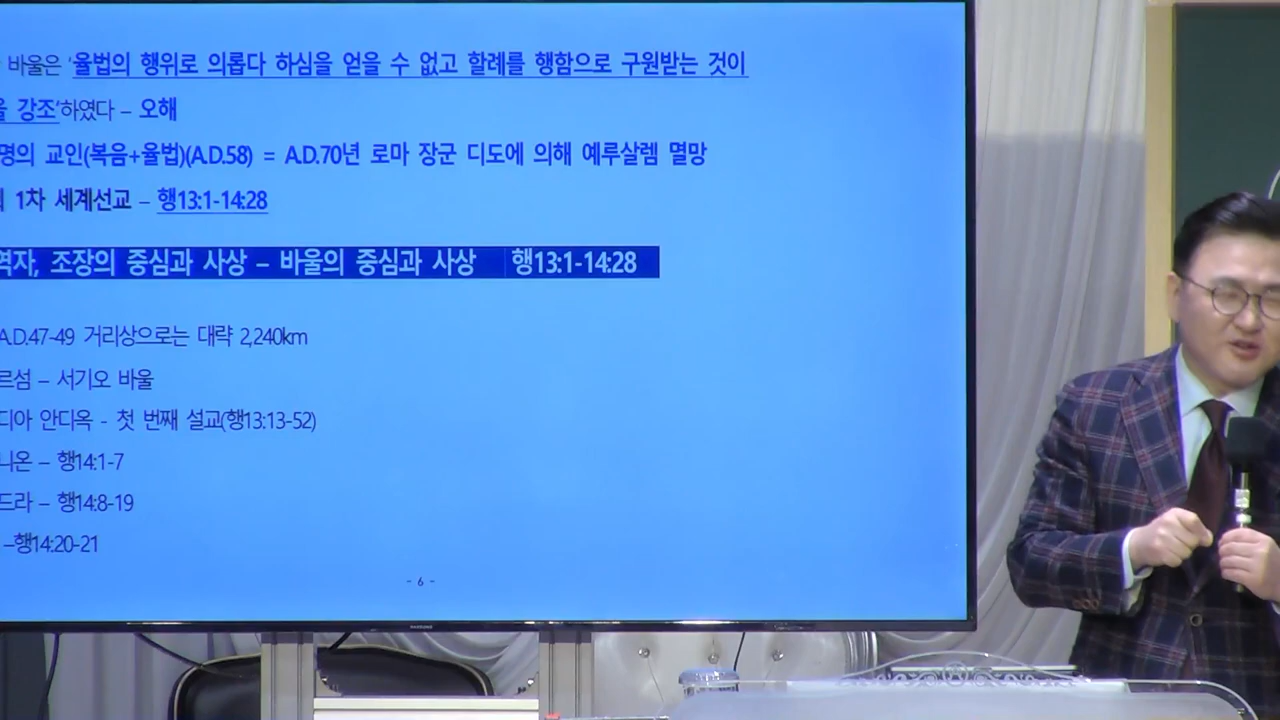 바울은 '율법의 행위로 의롭다 하심을 얻을 수 없고 할례를 행함으로 구원받는 것이
강조'하였다 – 오해
명의 교인(복음+율법)(A.D.58) = A.D.70년 로마 장군 디도에 의해 예루살렘 멸망
1차 세계선교 – 행13:1-14:28
역자, 조장의 중심과 사상 – 바울의 중심과 사상 행13:1-14:28
A.D.47-49 거리상으로는 대략 2,240km
르섬 – 서기오 바울
디아 안디옥 - 첫 번째 설교(행13:13-52)
니온 – 행14:1-7
드라 – 행14:8-19
–행14:20-21
- 6 -